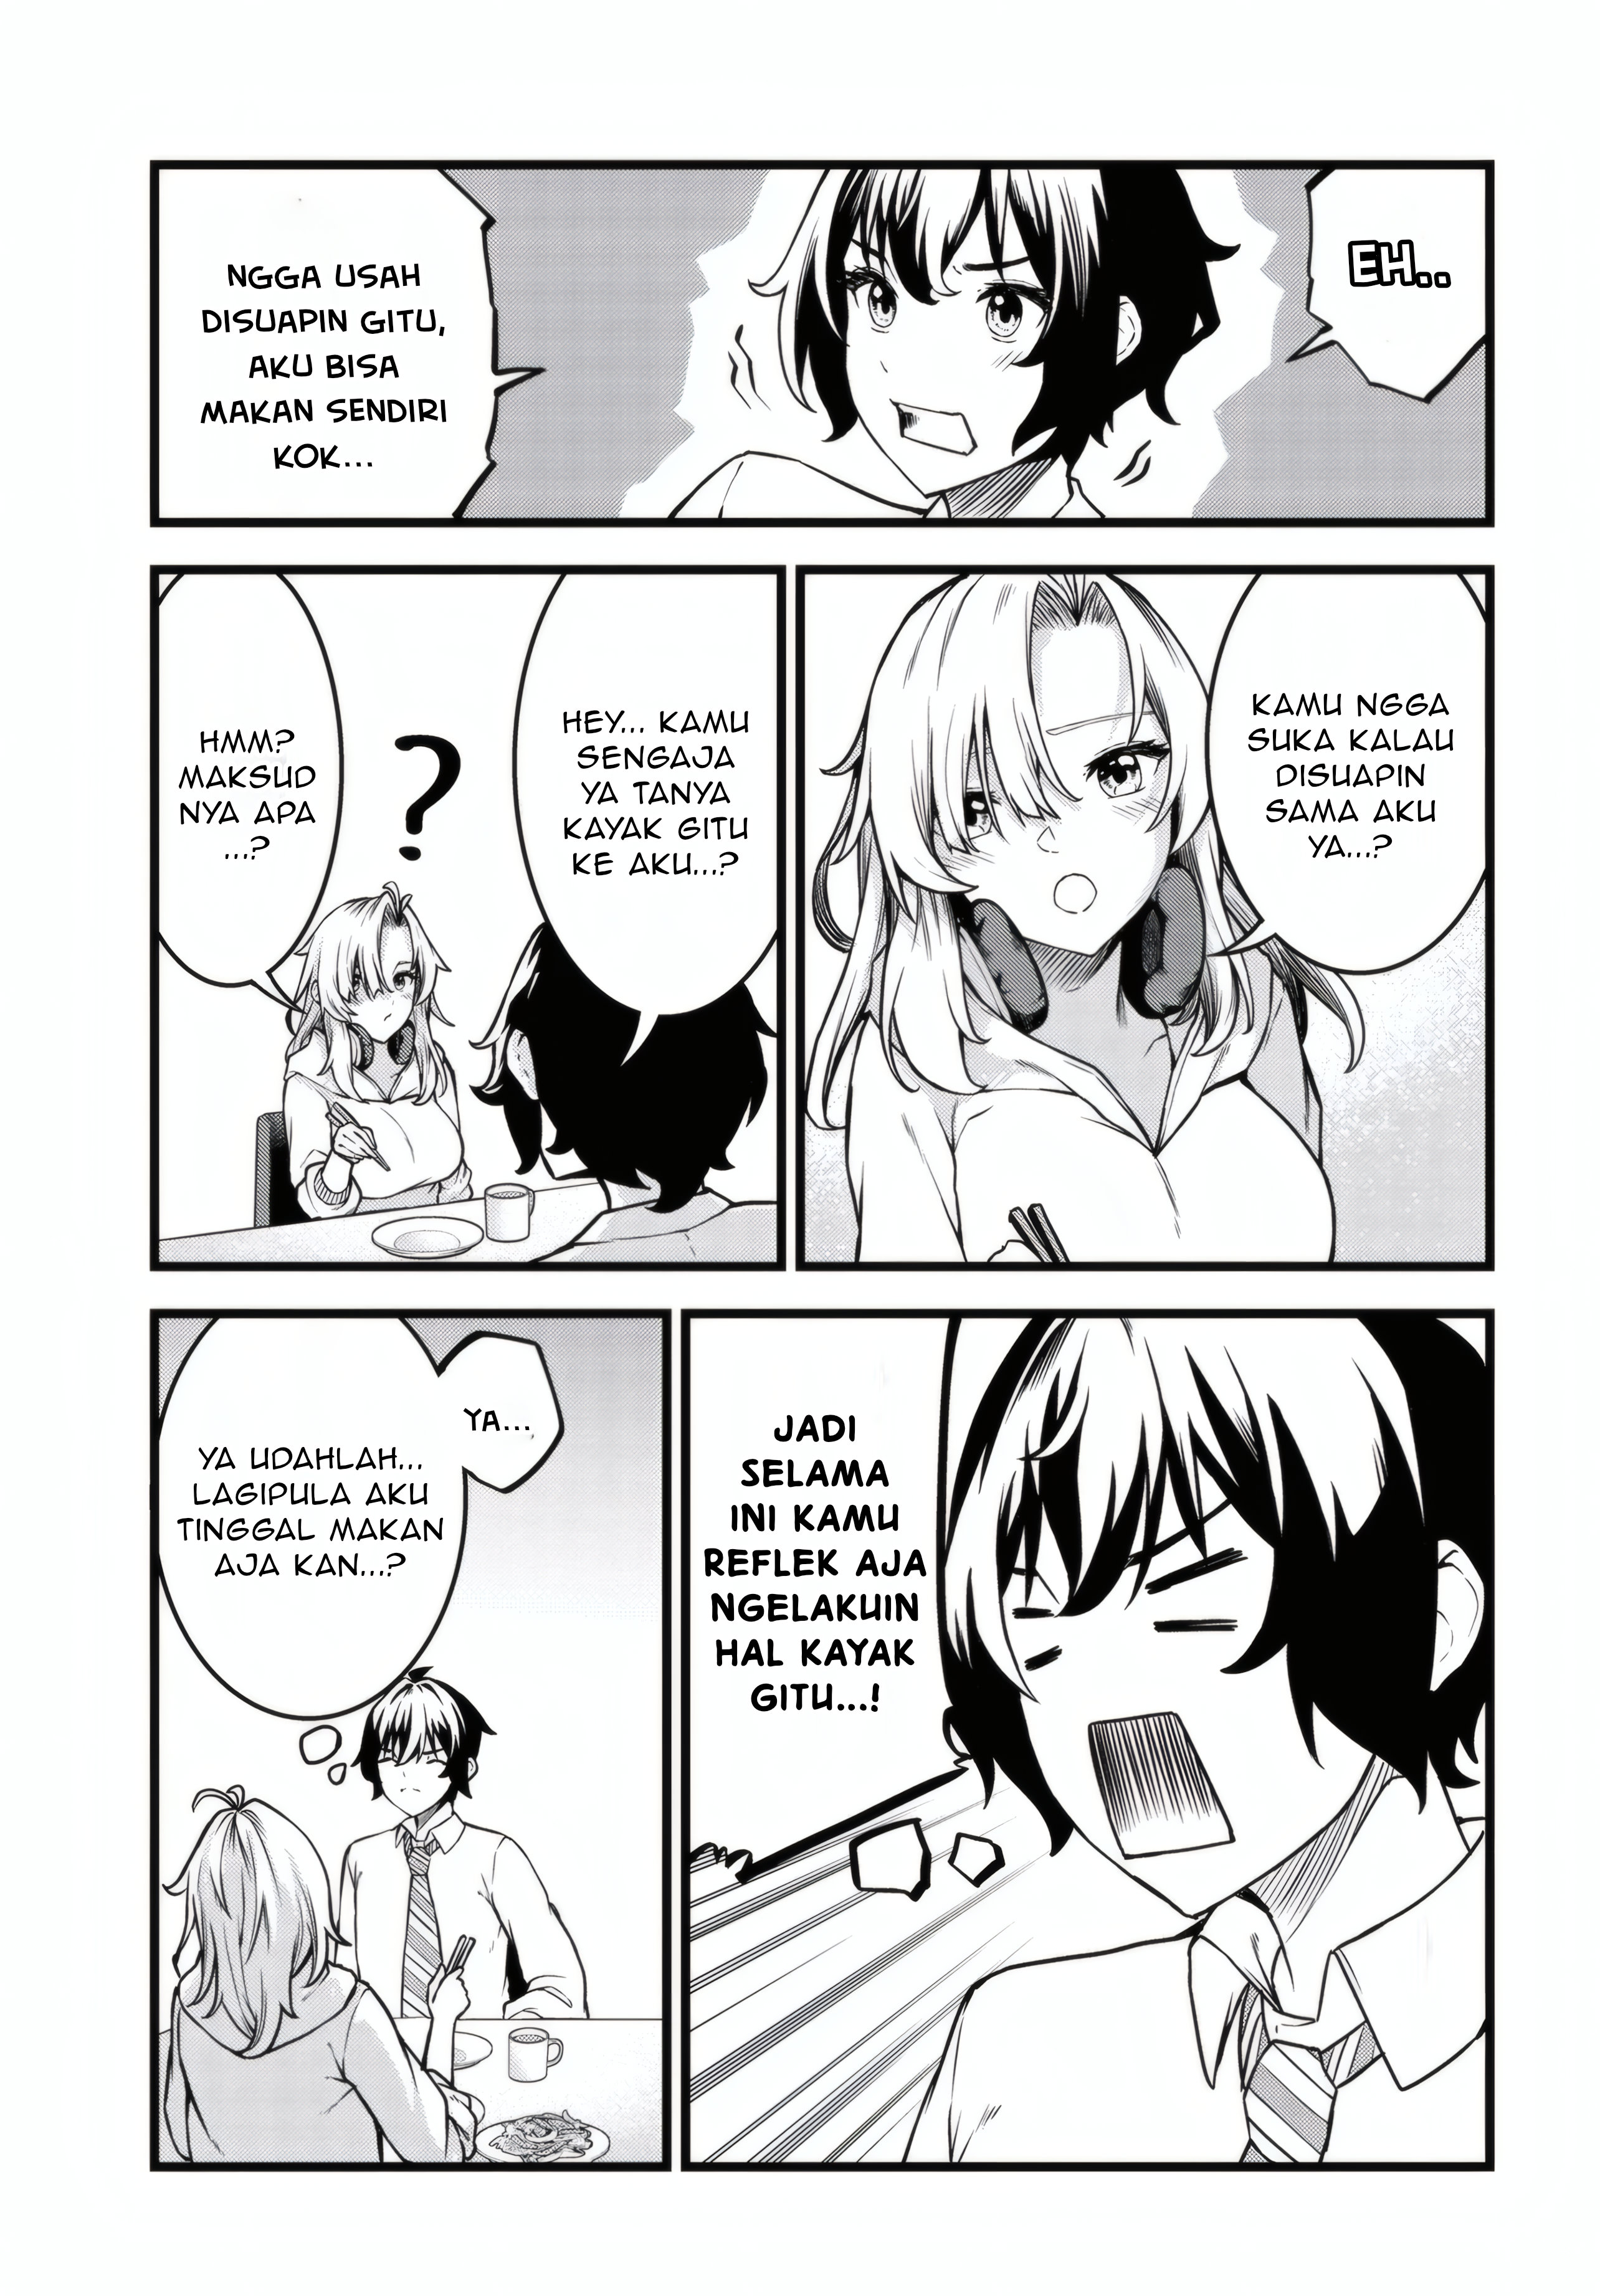 EH..
NGGA USAH
DISUAPIN GITU,
AKU BISA
MAKAN SENDIRI
KOK...
KAMU NGGA
SUKA KALAU
DISUAPIN
SAMA AKU
YA...?
HEY... KAMU
SENGAJA
YA TANYA
KAYAK GITU
KE AKU...?
?
HMM?
MAKSUD
NYA APA
...?
JADI
SELAMA
INI KAMU
REFLEK AJA
NGELAKUIN
HAL KAYAK
GITU...!
YA...
YA UDAHLAH...
LAGIPULA AKU
TINGGAL MAKAN
AJA KAN...?